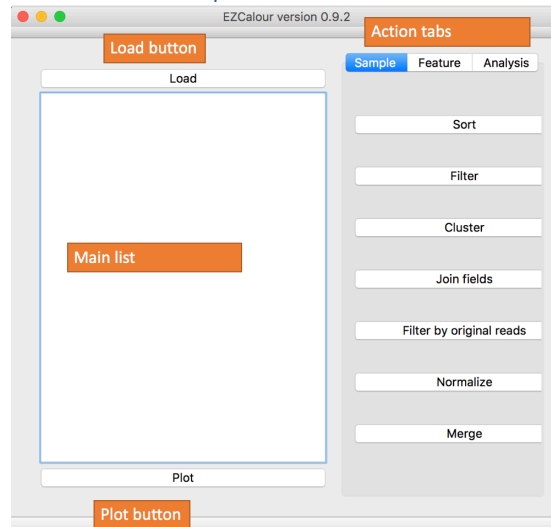 EZCalour version 0.9.2
Load button
Action tabs
Load
Sample Feature Analysis
Sort
Filter
Cluster
Main list
Join fields
Filter by original reads
Normalize
Merge
Plot
Plot button